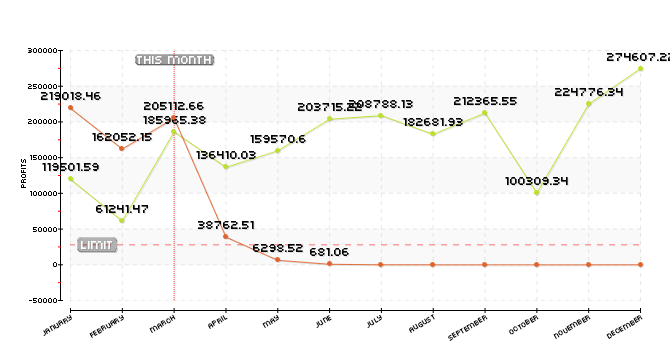 300000
THIS MONTH
274607.22
250000
219018.46
205112.66
208788.13
212365.55
224776.34
200000
185965.38
182681.93
162052.15
159570.6
150000
136410.03
119501.59
100309.34
100000
61241.47
50000
38762.51
LIMIT
6298.52
681.06
0
-50000
PROFITS
JANUARY
FEBRUARY
MARCH
APRIL
MAY
JUNE
JULY
AUGUST
SEPTEMBER
OCTOBER
NOVEMBER
DECEMBER